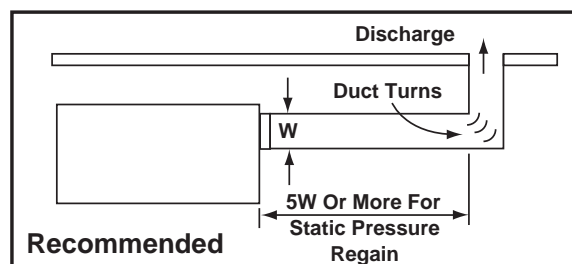 Discharge
Duct Turns
W
5W Or More For
Static Pressure
Regain
Recommended